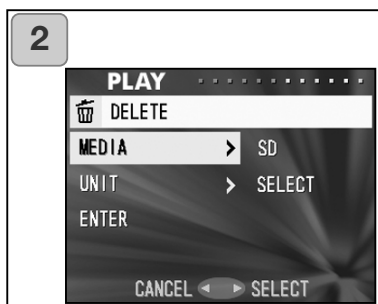 2
PLAY
DELETE
MEDIA > SD
UNIT > SELECT
ENTER
CANCEL ◄ ► SELECT